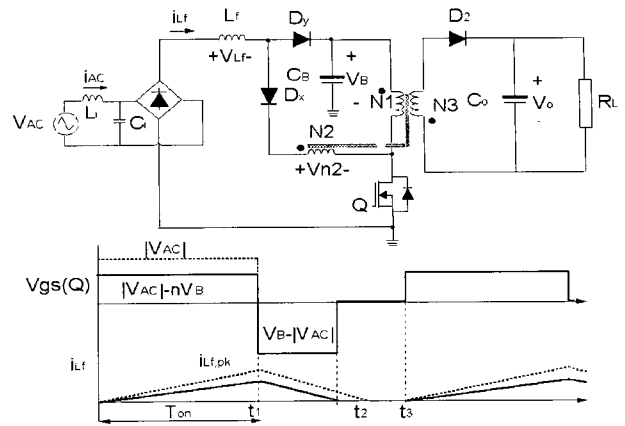 iLf
Lf
+VLf-
Dy
D2
iAC
Dx
CB
+
VB
-
N1
N3
Co
+
Vo
-
RL
VAC
Li
Ci
N2
+Vn2-
Q
|VAC|
Vgs(Q)
|VAC|-nVB
VB-|VAC|
iLf
iLf,pk
Ton
t1
t2
t3